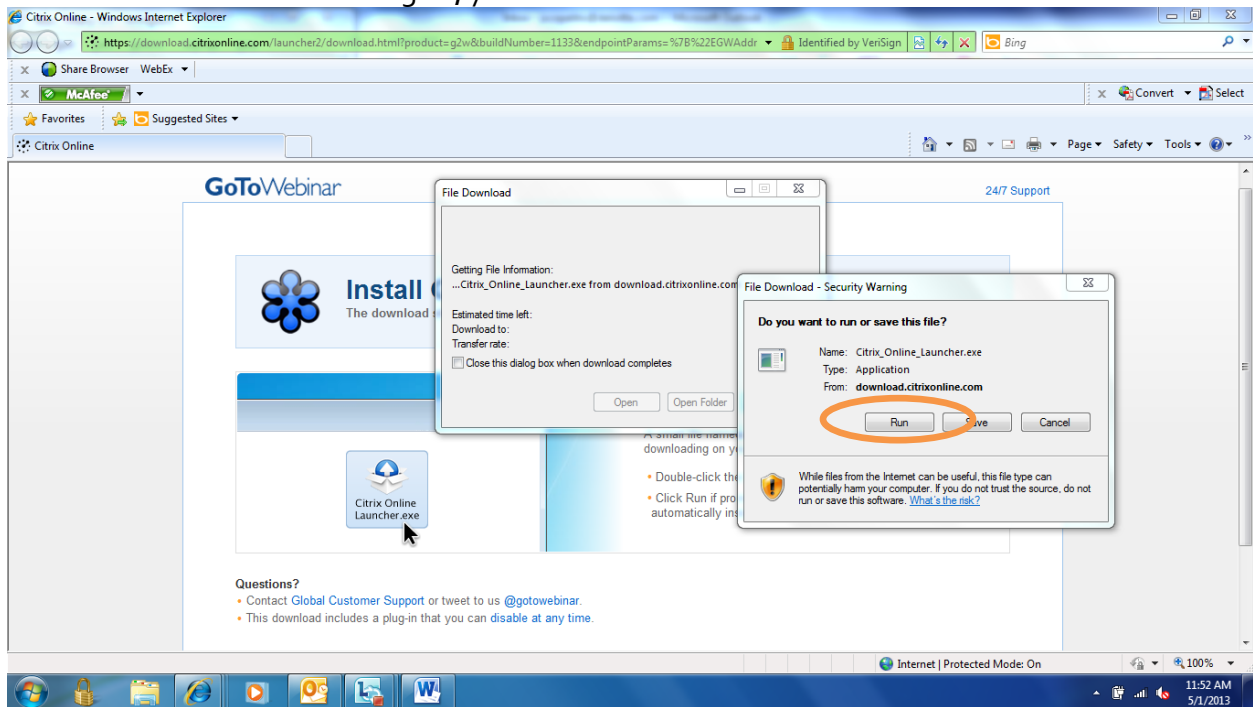 Citrix Online - Windows Internet Explorer
https://download.citrixonline.com/launcher2/download.html?product=g2w&buildNumber=1133&endpointParams=%7B%22EGWAddr
Identified by VeriSign
Bing
x Share Browser WebEx
x McAfee
x Convert Select
Favorites Suggested Sites
Citrix Online
Page Safety Tools
GoToWebinar
24/7 Support
File Download
Getting File Information:
...Citrix_Online_Launcher.exe from download.citrixonline.com
Estimated time left:
Download to:
Transfer rate:
Close this dialog box when download completes
Open Open Folder
File Download - Security Warning
Do you want to run or save this file?
Name: Citrix_Online_Launcher.exe
Type: Application
From: download.citrixonline.com
Run Save Cancel
While files from the Internet can be useful, this file type can
potentially harm your computer. If you do not trust the source, do not
run or save this software. What's the risk?
Install
The download
A small file
downloading on
• Double-click the
• Click Run if
automatically
Citrix Online
Launcher.exe
Questions?
• Contact Global Customer Support or tweet to us @gotowebinar.
• This download includes a plug-in that you can disable at any time.
Internet | Protected Mode: On
100%
11:52 AM
5/1/2013